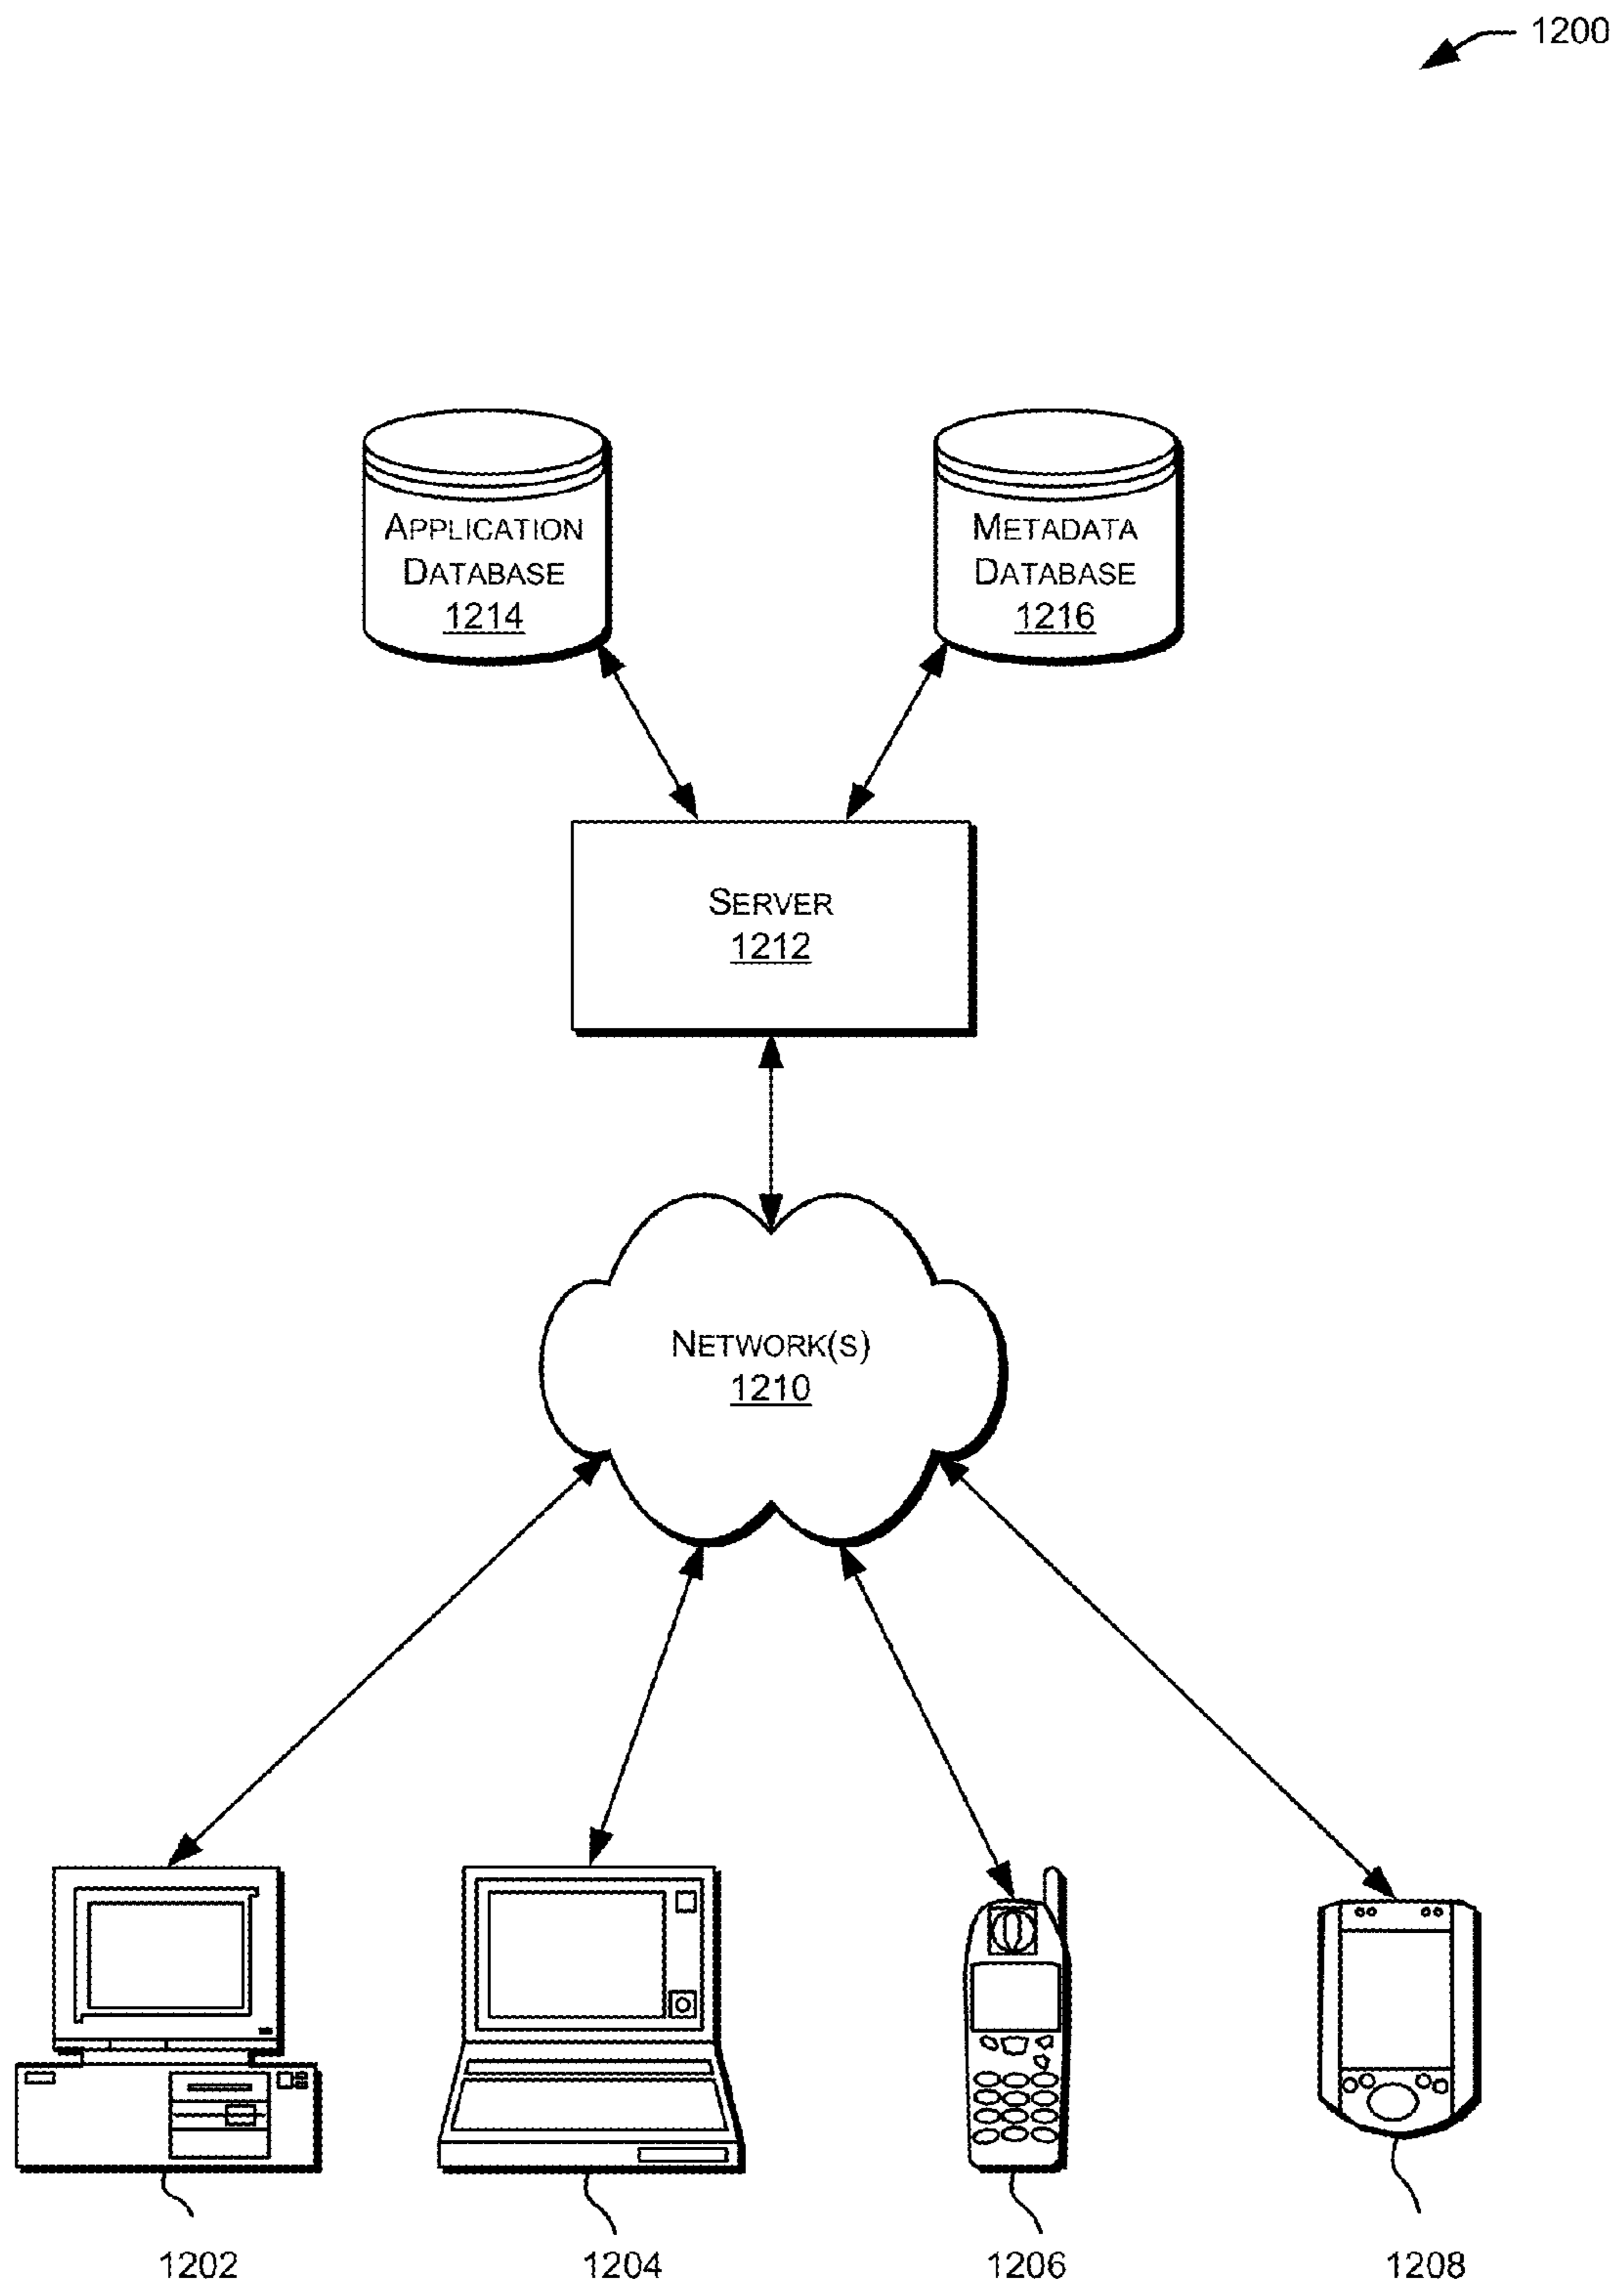 1200
APPLICATION
DATABASE
1214
METADATA
DATABASE
1216
SERVER
1212
NETWORK(S)
1210
1202
1204
1206
1208